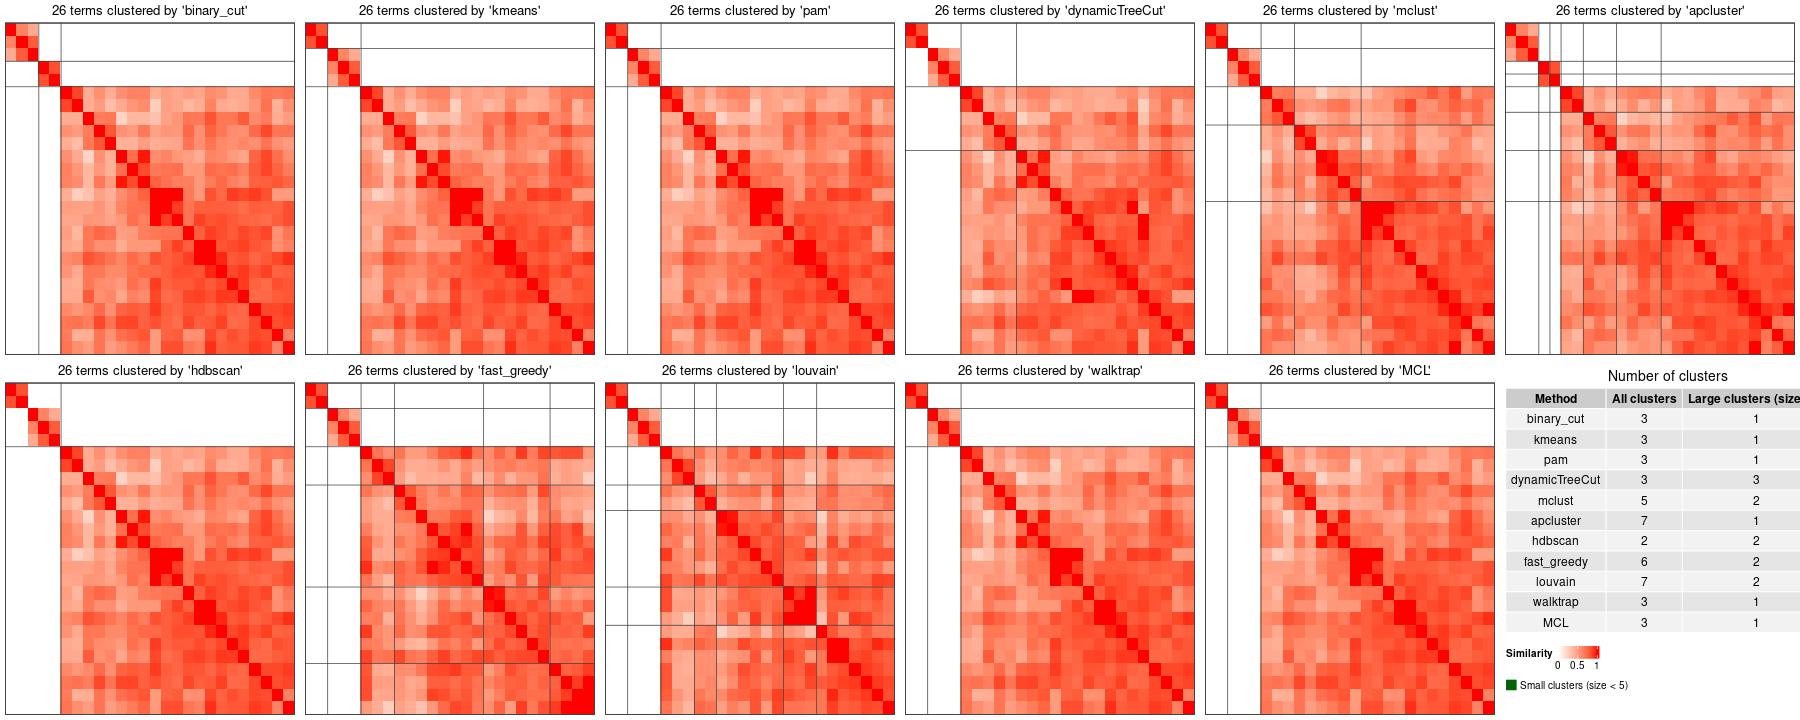 26 terms clustered by 'binary_cut'
26 terms clustered by 'kmeans'
26 terms clustered by 'pam'
26 terms clustered by 'dynamicTreeCut'
26 terms clustered by 'mclust'
26 terms clustered by 'apcluster'
26 terms clustered by 'hdbscan'
26 terms clustered by 'fast_greedy'
26 terms clustered by 'louvain'
26 terms clustered by 'walktrap'
26 terms clustered by 'MCL'
Number of clusters
Method All clusters Large clusters (size
binary_cut 3 1
kmeans 3 1
pam 3 1
dynamicTreeCut 3 3
mclust 5 2
apcluster 7 1
hdbscan 2 2
fast_greedy 6 2
louvain 7 2
walktrap 3 1
MCL 3 1
Similarity
0 0.5 1
Small clusters (size < 5)